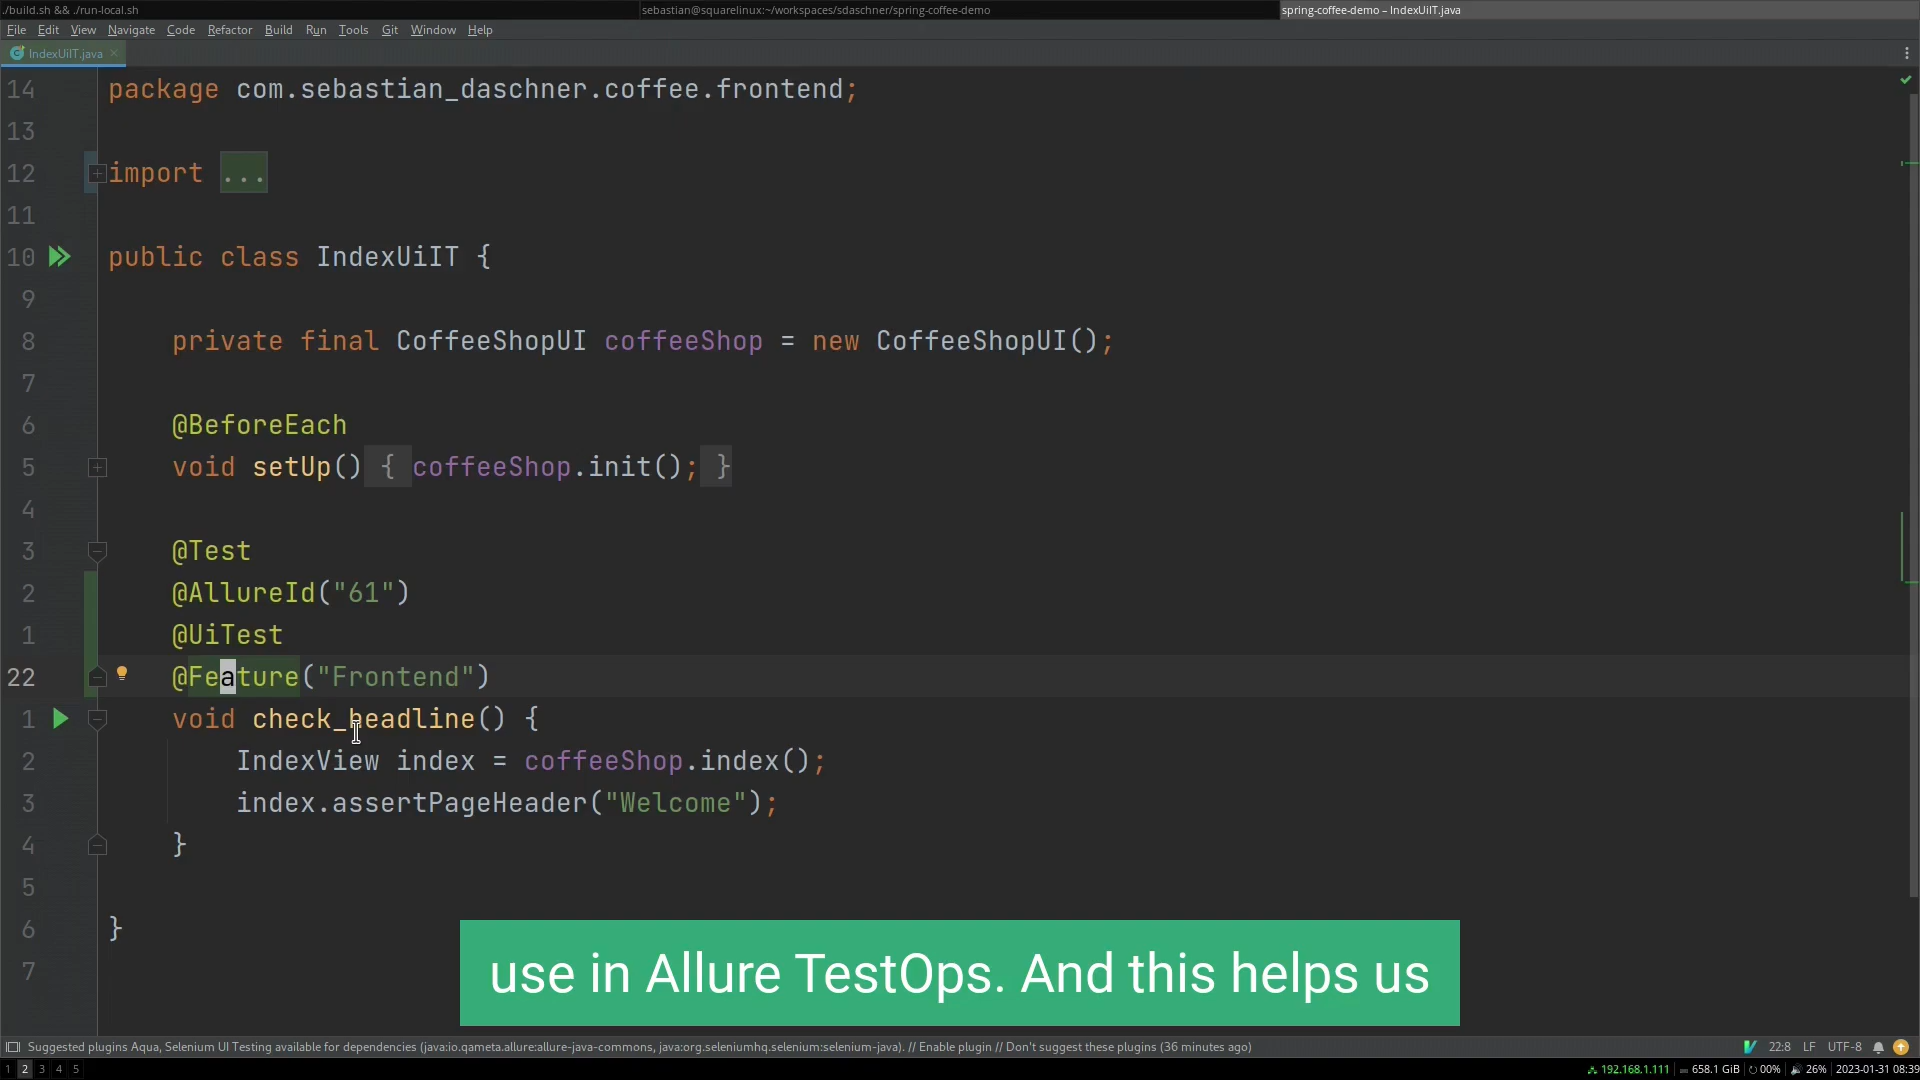 ./build.sh && ./run-local.sh
sebastian@squarelinux:~/workspaces/sdaschner/spring-coffee-demo
spring-coffee-demo – IndexUiIT.java
File Edit View Navigate Code Refactor Build Run Tools Git Window Help
IndexUiIT.java
14 package com.sebastian_daschner.coffee.frontend;
13
12 import ...
11
10 public class IndexUiIT {
9
8 private final CoffeeShopUI coffeeShop = new CoffeeShopUI();
7
6 @BeforeEach
5 void setUp() { coffeeShop.init(); }
4
3 @Test
2 @AllureId("61")
1 @UiTest
22 @Feature("Frontend")
1 void check_headline() {
2 IndexView index = coffeeShop.index();
3 index.assertPageHeader("Welcome");
4 }
5
6 }
7
use in Allure TestOps. And this helps us
Suggested plugins Aqua, Selenium UI Testing available for dependencies (java:io.qameta.allure:allure-java-commons, java:org.seleniumhq.selenium:selenium-java). // Enable plugin // Don't suggest these plugins (36 minutes ago)
22:8 LF UTF-8
1 2 3 4 5
192.168.1.111 658.1 GiB 00% 26% 2023-01-31 08:39